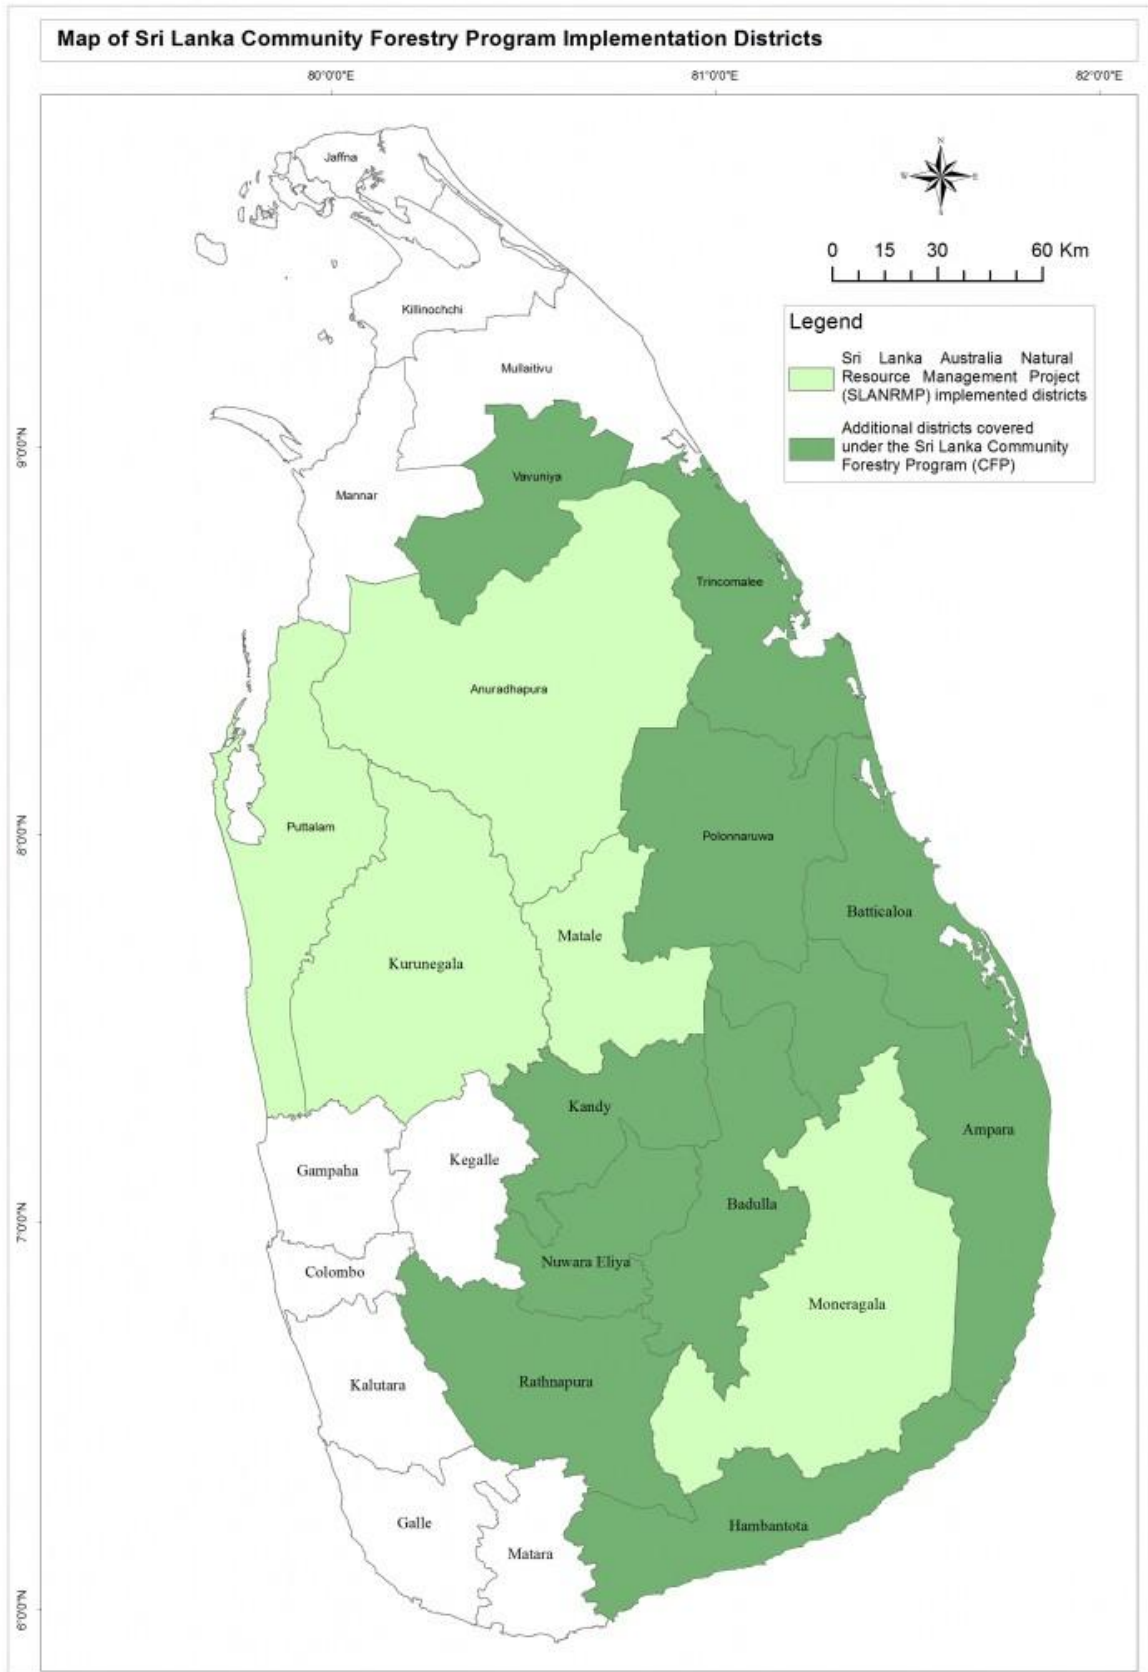 Map of Sri Lanka Community Forestry Program Implementation Districts
80°0'0"E
81°0'0"E
82°0'0"E
N
W
E
S
0 15 30 60 Km
Legend
Sri Lanka Australia Natural
Resource Management Project
(SLANRMP) implemented districts
Additional districts covered
under the Sri Lanka Community
Forestry Program (CFP)
Jaffna
Killinochchi
Mullaitivu
9°0'0"N
Vavuniya
Mannar
Trincomalee
Anuradhapura
8°0'0"N
Puttalam
Polonnaruwa
Batticaloa
Matale
Kurunegala
Kandy
Ampara
Kegalle
Gampaha
Badulla
7°0'0"N
Nuwara Eliya
Colombo
Moneragala
Rathnapura
Kalutara
Galle
Hambantota
Matara
6°0'0"N